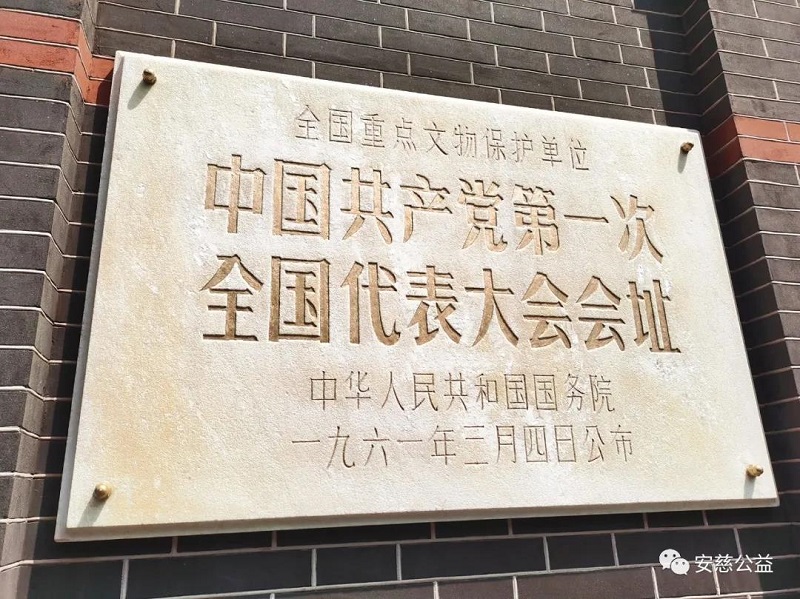 全国重点文物保护单位
中国共产党第一次
全国代表大会会址
中华人民共和国国务院
一九六一年三月四日公布
安慈公益